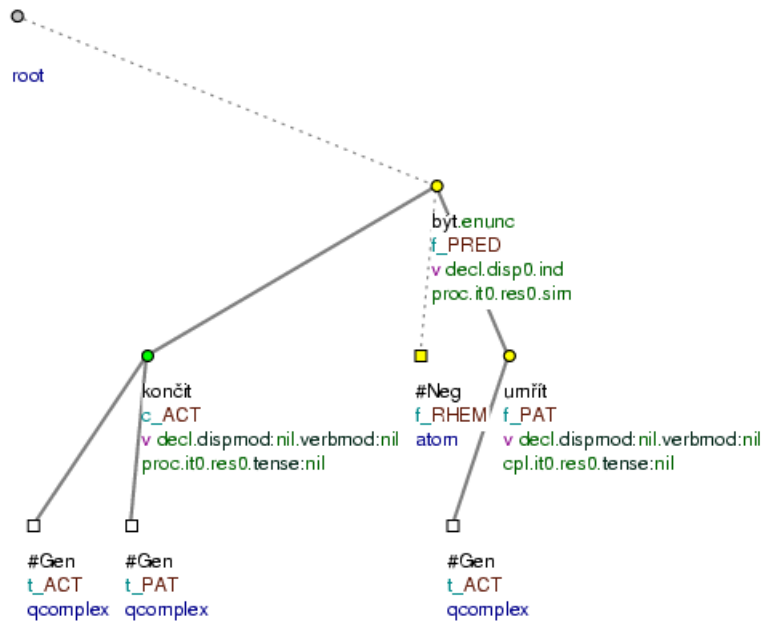 root
být.enunc
f_PRED
v decl.disp0.ind
proc.it0.res0.sim
končit
c_ACT
v decl.dispmod:nil.verbmod:nil
proc.it0.res0.tense:nil
#Neg
f_RHEM
atom
umřít
f_PAT
v decl.dispmod:nil.verbmod:nil
cpl.it0.res0.tense:nil
#Gen
t_ACT
qcomplex
#Gen
t_PAT
qcomplex
#Gen
t_ACT
qcomplex